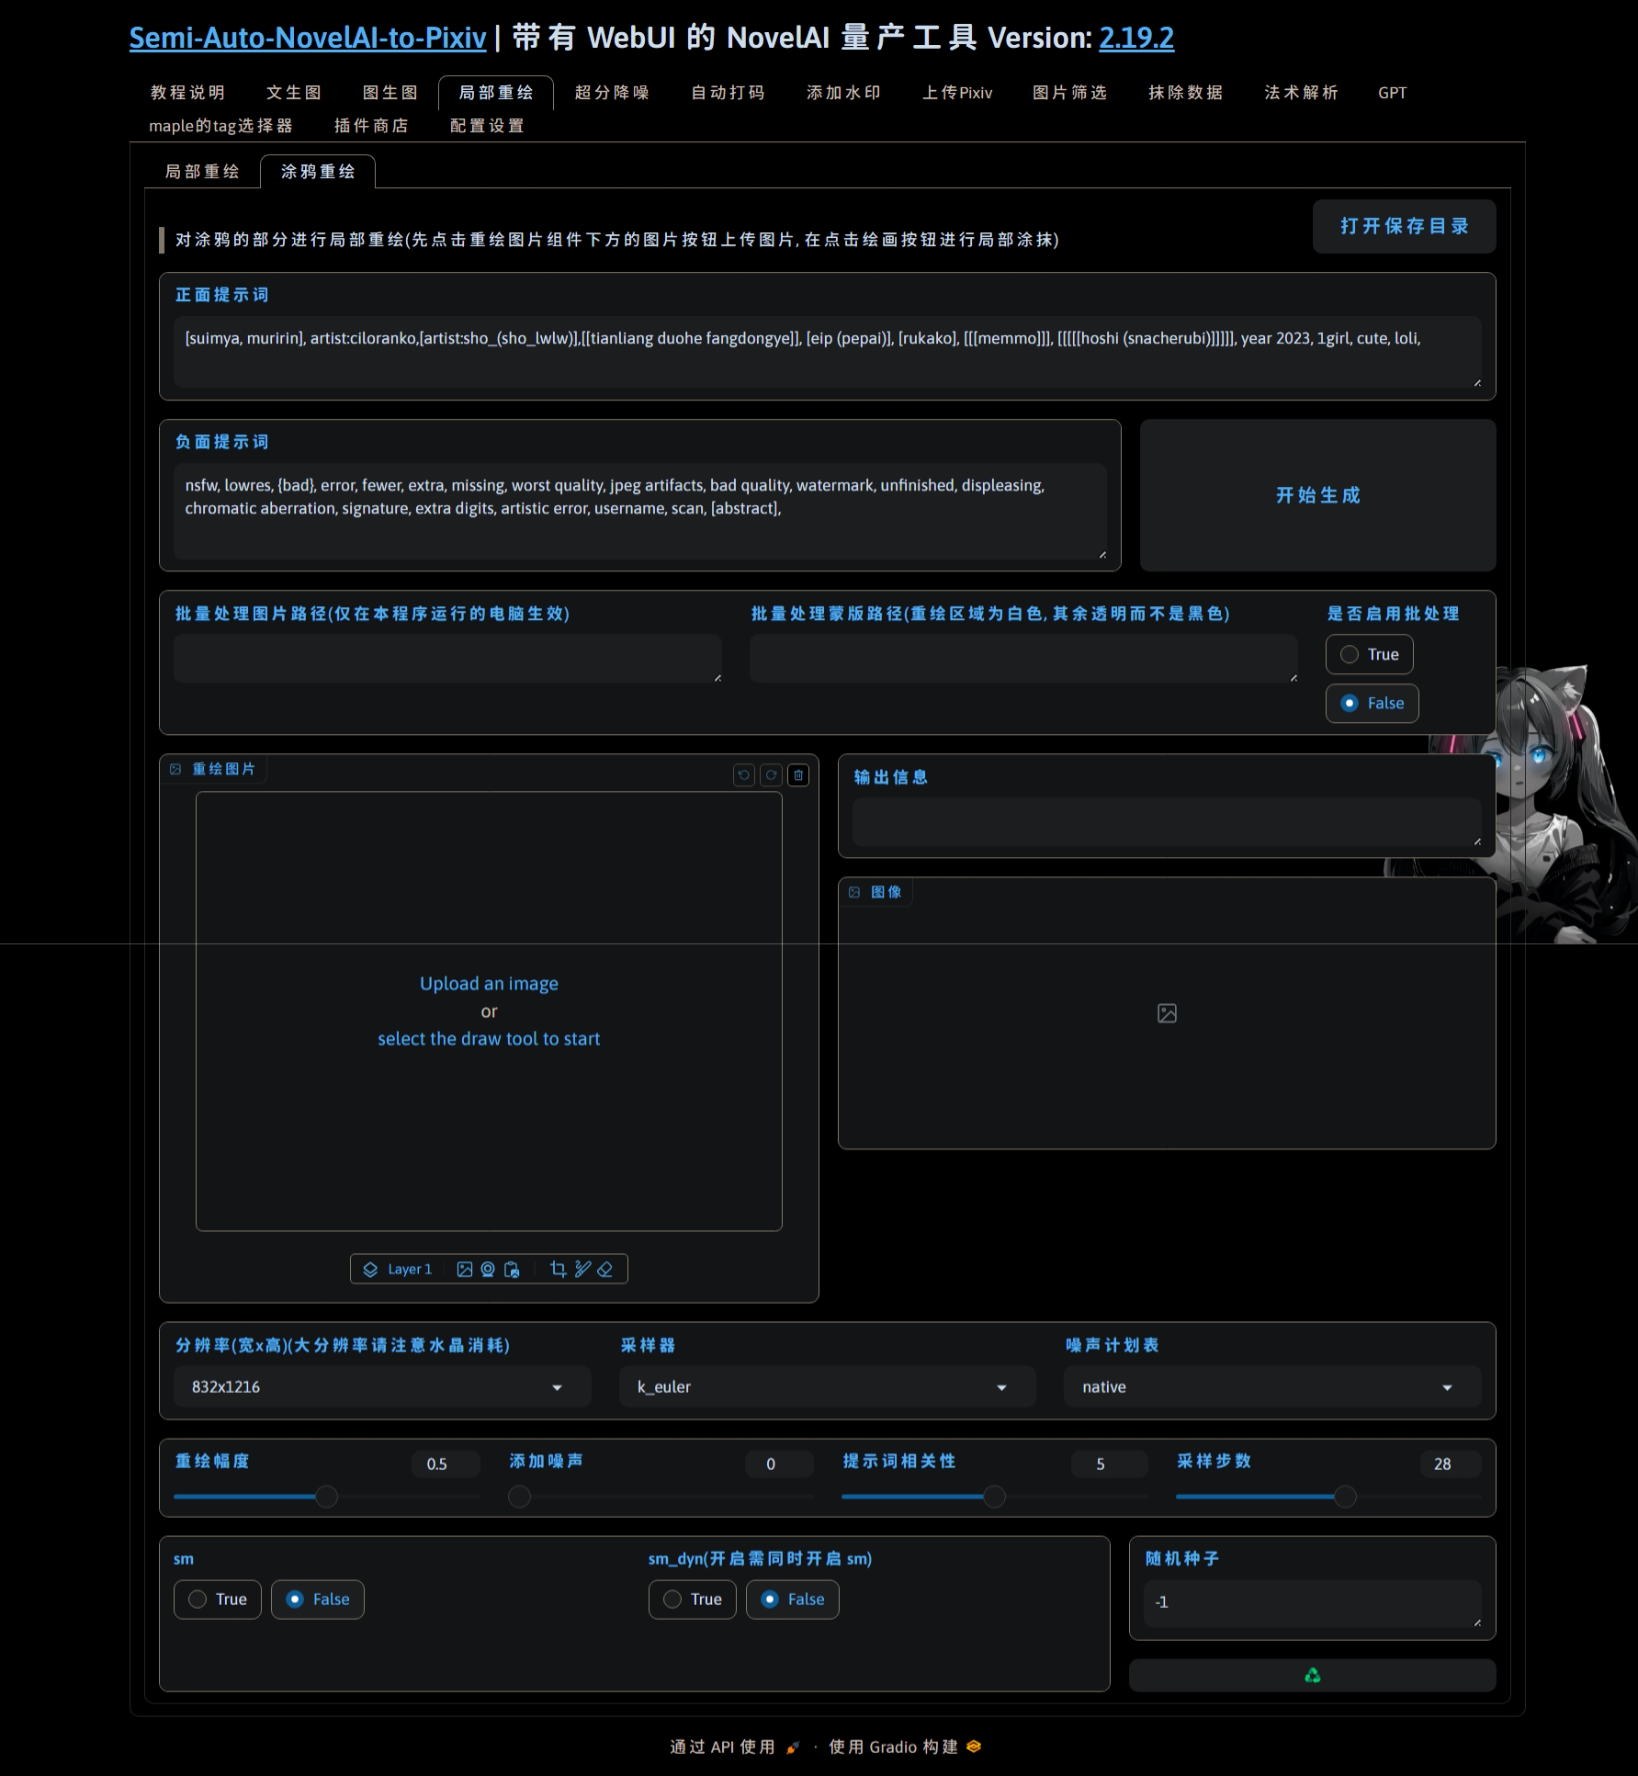 Semi-Auto-NovelAI-to-Pixiv | 带有 WebUI 的 NovelAI 量产工具 Version: 2.19.2
教程说明 文生图 图生图 局部重绘 超分降噪 自动打码 添加水印 上传Pixiv 图片筛选 抹除数据 法术解析 GPT
maple的tag选择器 插件商店 配置设置
局部重绘 涂鸦重绘
对涂鸦的部分进行局部重绘(先点击重绘图片组件下方的图片按钮上传图片, 在点击绘画按钮进行局部涂抹)
打开保存目录
正面提示词
[suimya, muririn], artist:ciloranko,[artist:sho_(sho_lwlw)],[[tianliang duohe fangdongye]], [eip (pepai)], [rukako], [[[memmo]]], [[[[[hoshi (snacherubi)]]]]], year 2023, 1girl, cute, loli,
负面提示词
nsfw, lowres, {bad}, error, fewer, extra, missing, worst quality, jpeg artifacts, bad quality, watermark, unfinished, displeasing,
chromatic aberration, signature, extra digits, artistic error, username, scan, [abstract],
开始生成
批量处理图片路径(仅在本程序运行的电脑生效)
批量处理蒙版路径(重绘区域为白色, 其余透明而不是黑色)
是否启用批处理
True
False
重绘图片
Upload an image
or
select the draw tool to start
Layer 1
输出信息
图像
分辨率(宽x高)(大分辨率请注意水晶消耗)
832x1216
采样器
k_euler
噪声计划表
native
重绘幅度 0.5
添加噪声 0
提示词相关性 5
采样步数 28
sm
True False
sm_dyn(开启需同时开启 sm)
True False
随机种子
-1
通过 API 使用 · 使用 Gradio 构建